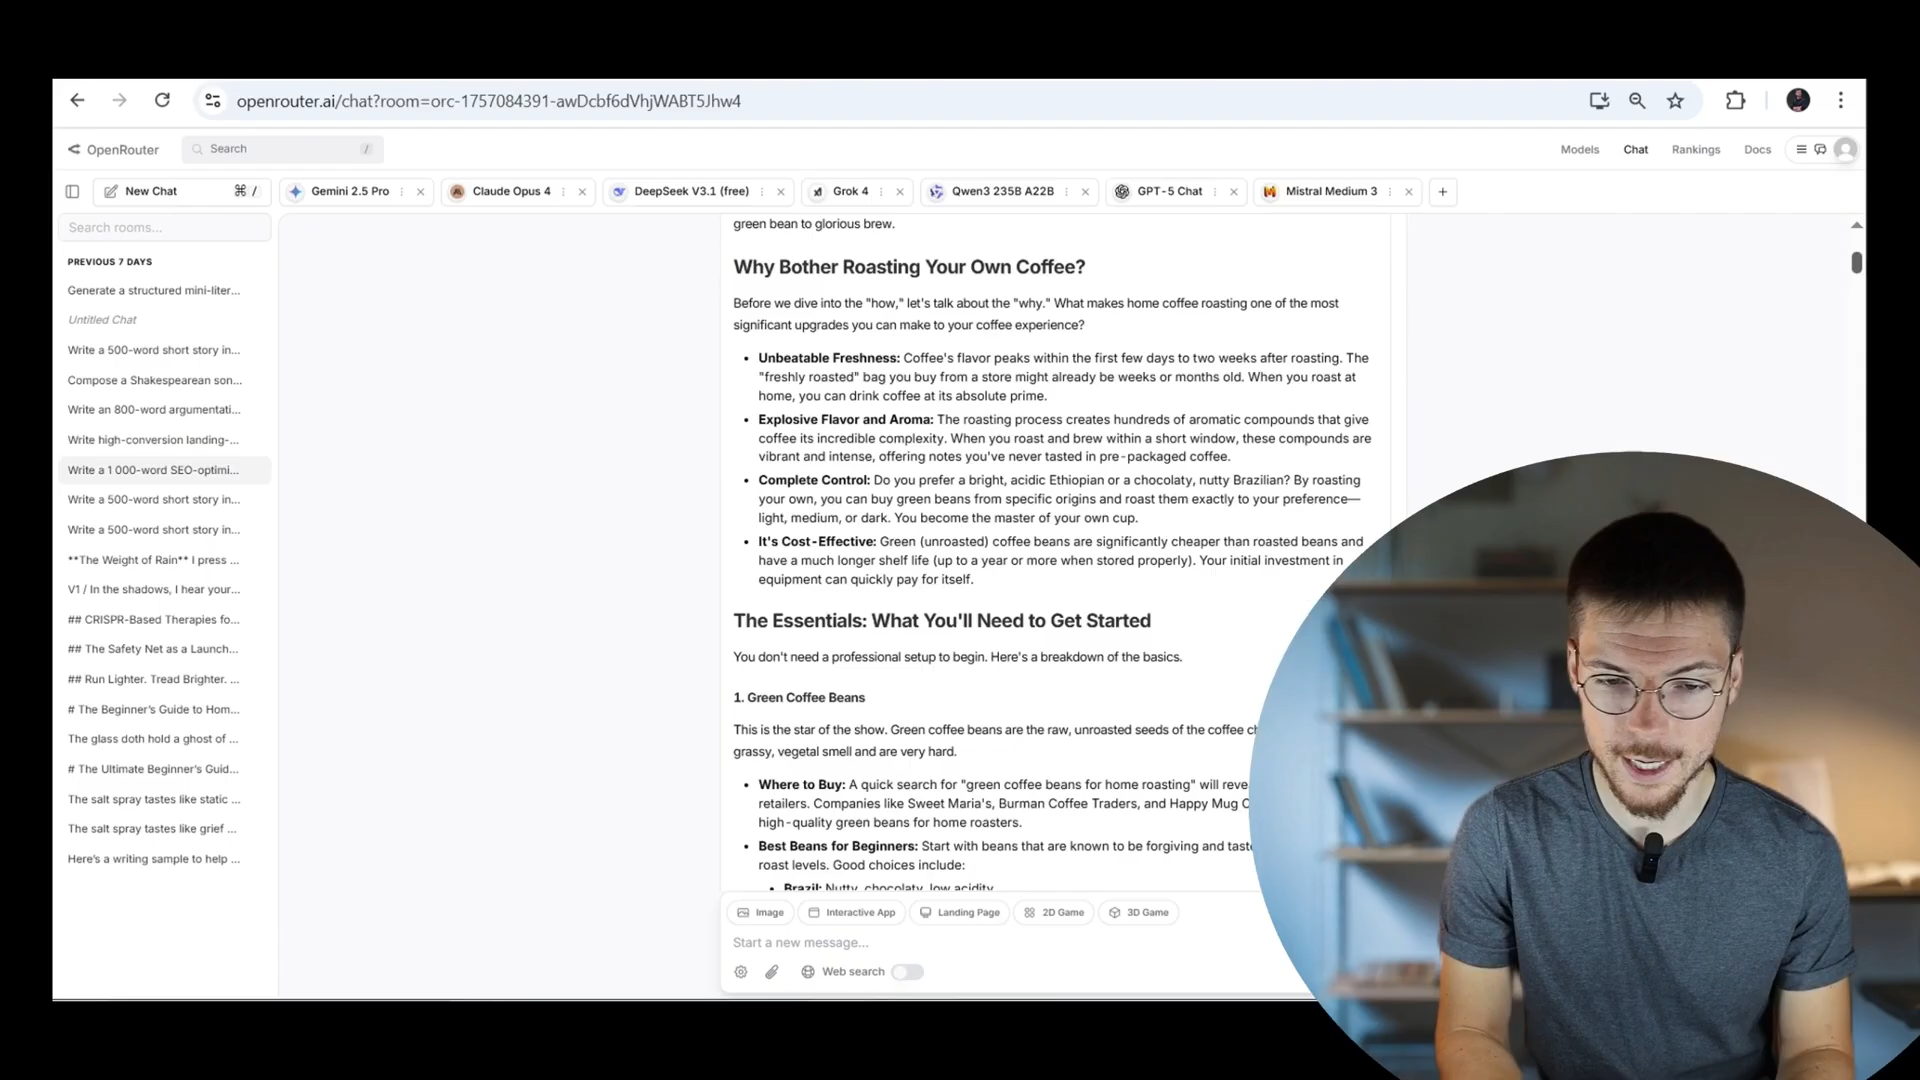 openrouter.ai/chat?room=orc-1757084391-awDcbf6dVhjWABT5Jhw4
OpenRouter
Search
/
Models
Chat
Rankings
Docs
New Chat
⌘ /
Gemini 2.5 Pro
Claude Opus 4
DeepSeek V3.1 (free)
Grok 4
Qwen3 235B A22B
GPT-5 Chat
Mistral Medium 3
Search rooms...
PREVIOUS 7 DAYS
Generate a structured mini-liter...
Untitled Chat
Write a 500-word short story in...
Compose a Shakespearean son...
Write an 800-word argumentati...
Write high-conversion landing-...
Write a 1 000-word SEO-optimi...
Write a 500-word short story in...
Write a 500-word short story in...
**The Weight of Rain** I press ...
V1 / In the shadows, I hear your...
## CRISPR-Based Therapies fo...
## The Safety Net as a Launch...
## Run Lighter. Tread Brighter. ...
# The Beginner's Guide to Hom...
The glass doth hold a ghost of ...
# The Ultimate Beginner's Guid...
The salt spray tastes like static ...
The salt spray tastes like grief ...
Here's a writing sample to help ...
green bean to glorious brew.
Why Bother Roasting Your Own Coffee?
Before we dive into the "how," let's talk about the "why." What makes home coffee roasting one of the most
significant upgrades you can make to your coffee experience?
• Unbeatable Freshness: Coffee's flavor peaks within the first few days to two weeks after roasting. The
"freshly roasted" bag you buy from a store might already be weeks or months old. When you roast at
home, you can drink coffee at its absolute prime.
• Explosive Flavor and Aroma: The roasting process creates hundreds of aromatic compounds that give
coffee its incredible complexity. When you roast and brew within a short window, these compounds are
vibrant and intense, offering notes you've never tasted in pre-packaged coffee.
• Complete Control: Do you prefer a bright, acidic Ethiopian or a chocolaty, nutty Brazilian? By roasting
your own, you can buy green beans from specific origins and roast them exactly to your preference—
light, medium, or dark. You become the master of your own cup.
• It's Cost-Effective: Green (unroasted) coffee beans are significantly cheaper than roasted beans and
have a much longer shelf life (up to a year or more when stored properly). Your initial investment in
equipment can quickly pay for itself.
The Essentials: What You'll Need to Get Started
You don't need a professional setup to begin. Here's a breakdown of the basics.
1. Green Coffee Beans
This is the star of the show. Green coffee beans are the raw, unroasted seeds of the coffee
grassy, vegetal smell and are very hard.
• Where to Buy: A quick search for "green coffee beans for home roasting" will
retailers. Companies like Sweet Maria's, Burman Coffee Traders, and Happy Mug
high-quality green beans for home roasters.
• Best Beans for Beginners: Start with beans that are known to be forgiving and
roast levels. Good choices include:
• Brazil: Nutty, chocolaty, low acidity
Image
Interactive App
Landing Page
2D Game
3D Game
Start a new message...
Web search